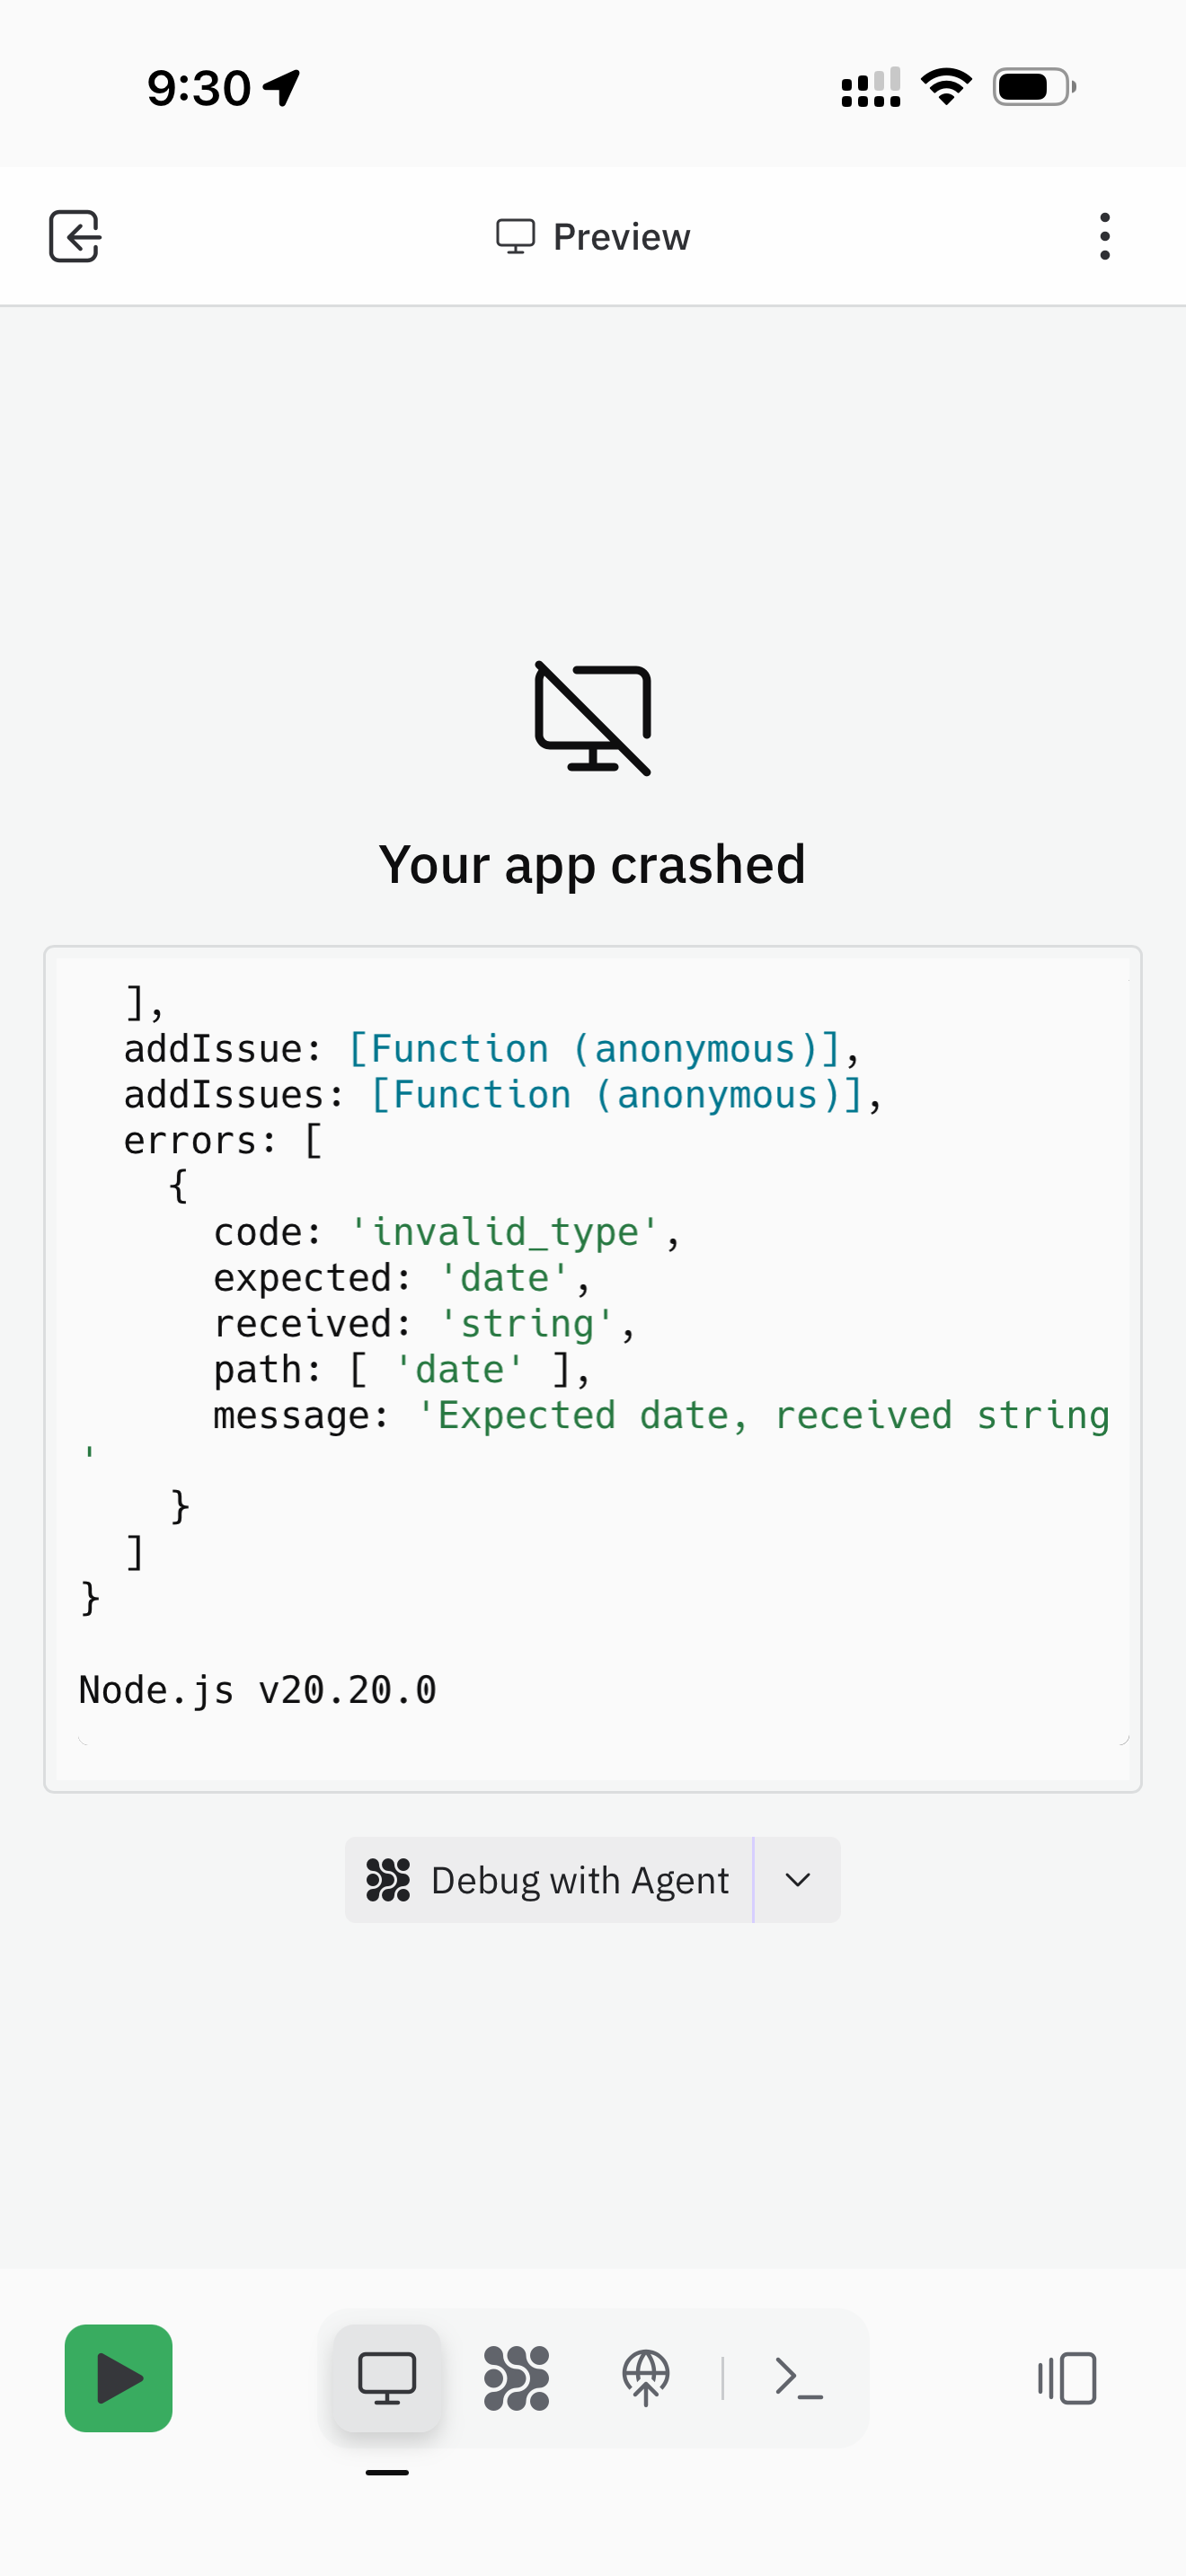 9:30
Preview
Your app crashed
],
addIssue: [Function (anonymous)],
addIssues: [Function (anonymous)],
errors: [
{
code: 'invalid_type',
expected: 'date',
received: 'string',
path: [ 'date' ],
message: 'Expected date, received string
'
}
]
}
Node.js v20.20.0
Debug with Agent